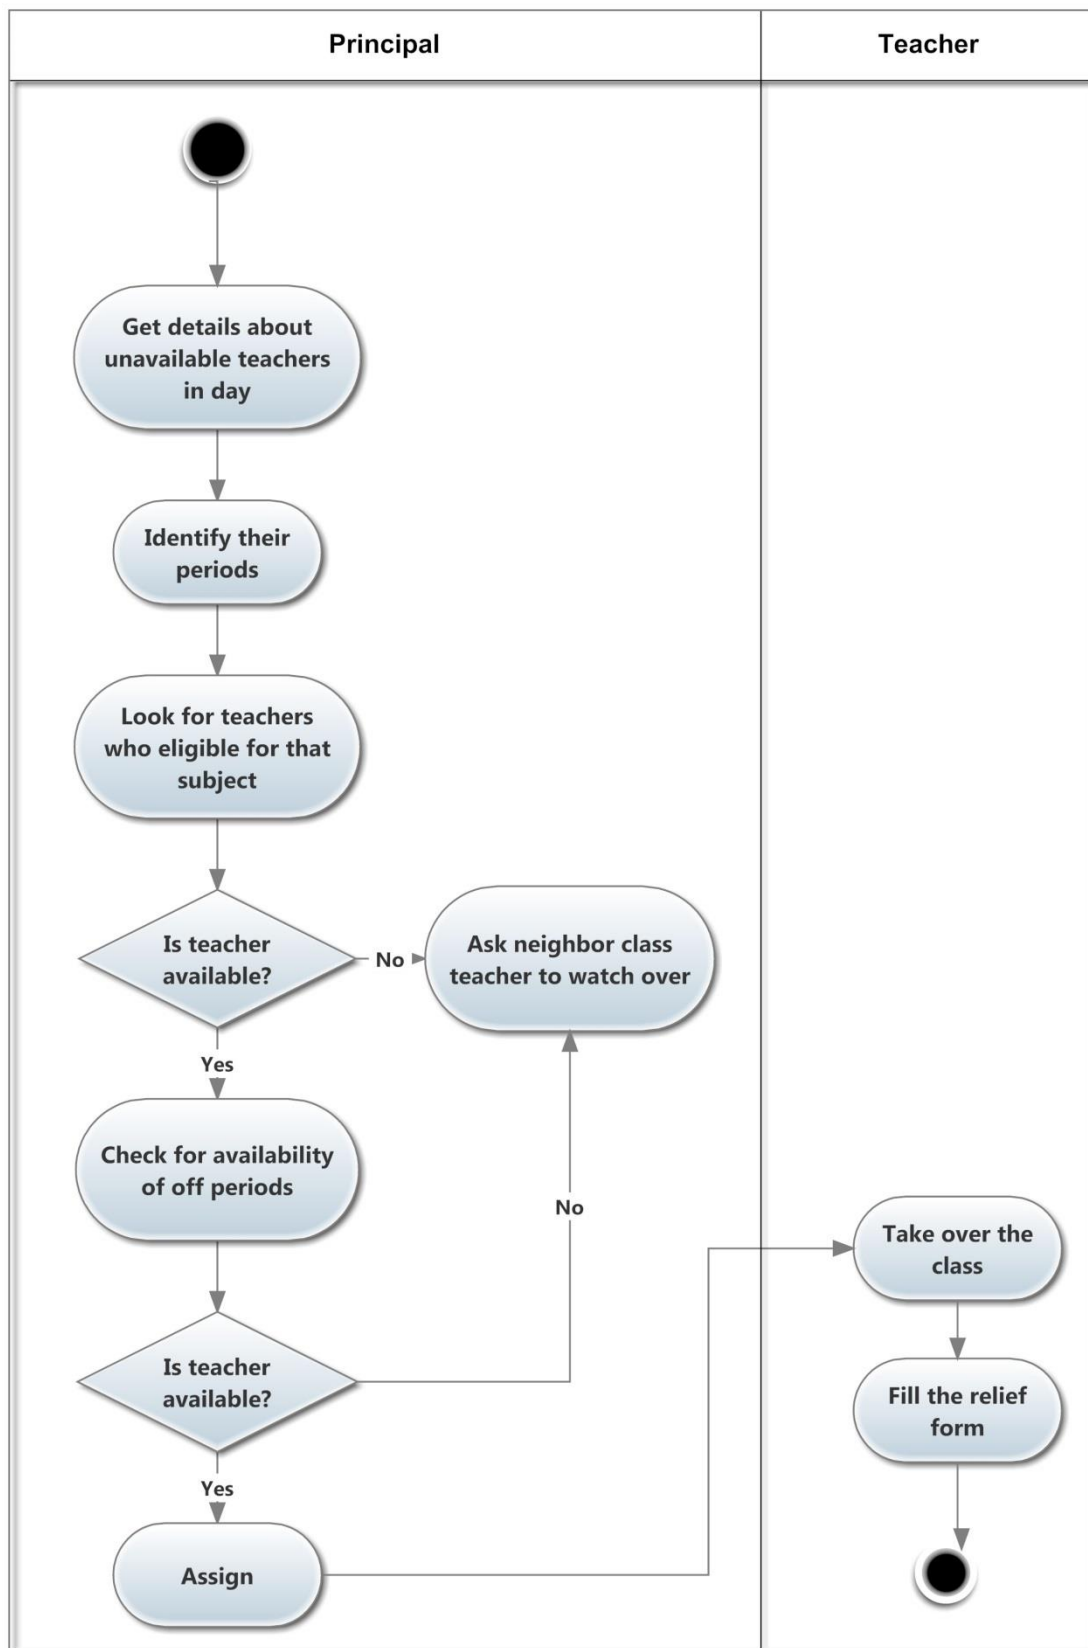 Principal
Teacher
Get details about
unavailable teachers
in day
Identify their
periods
Look for teachers
who eligible for that
subject
Is teacher
available?
No
Ask neighbor class
teacher to watch over
Yes
Check for availability
of off periods
No
Take over the
class
Is teacher
available?
Fill the relief
form
Yes
Assign